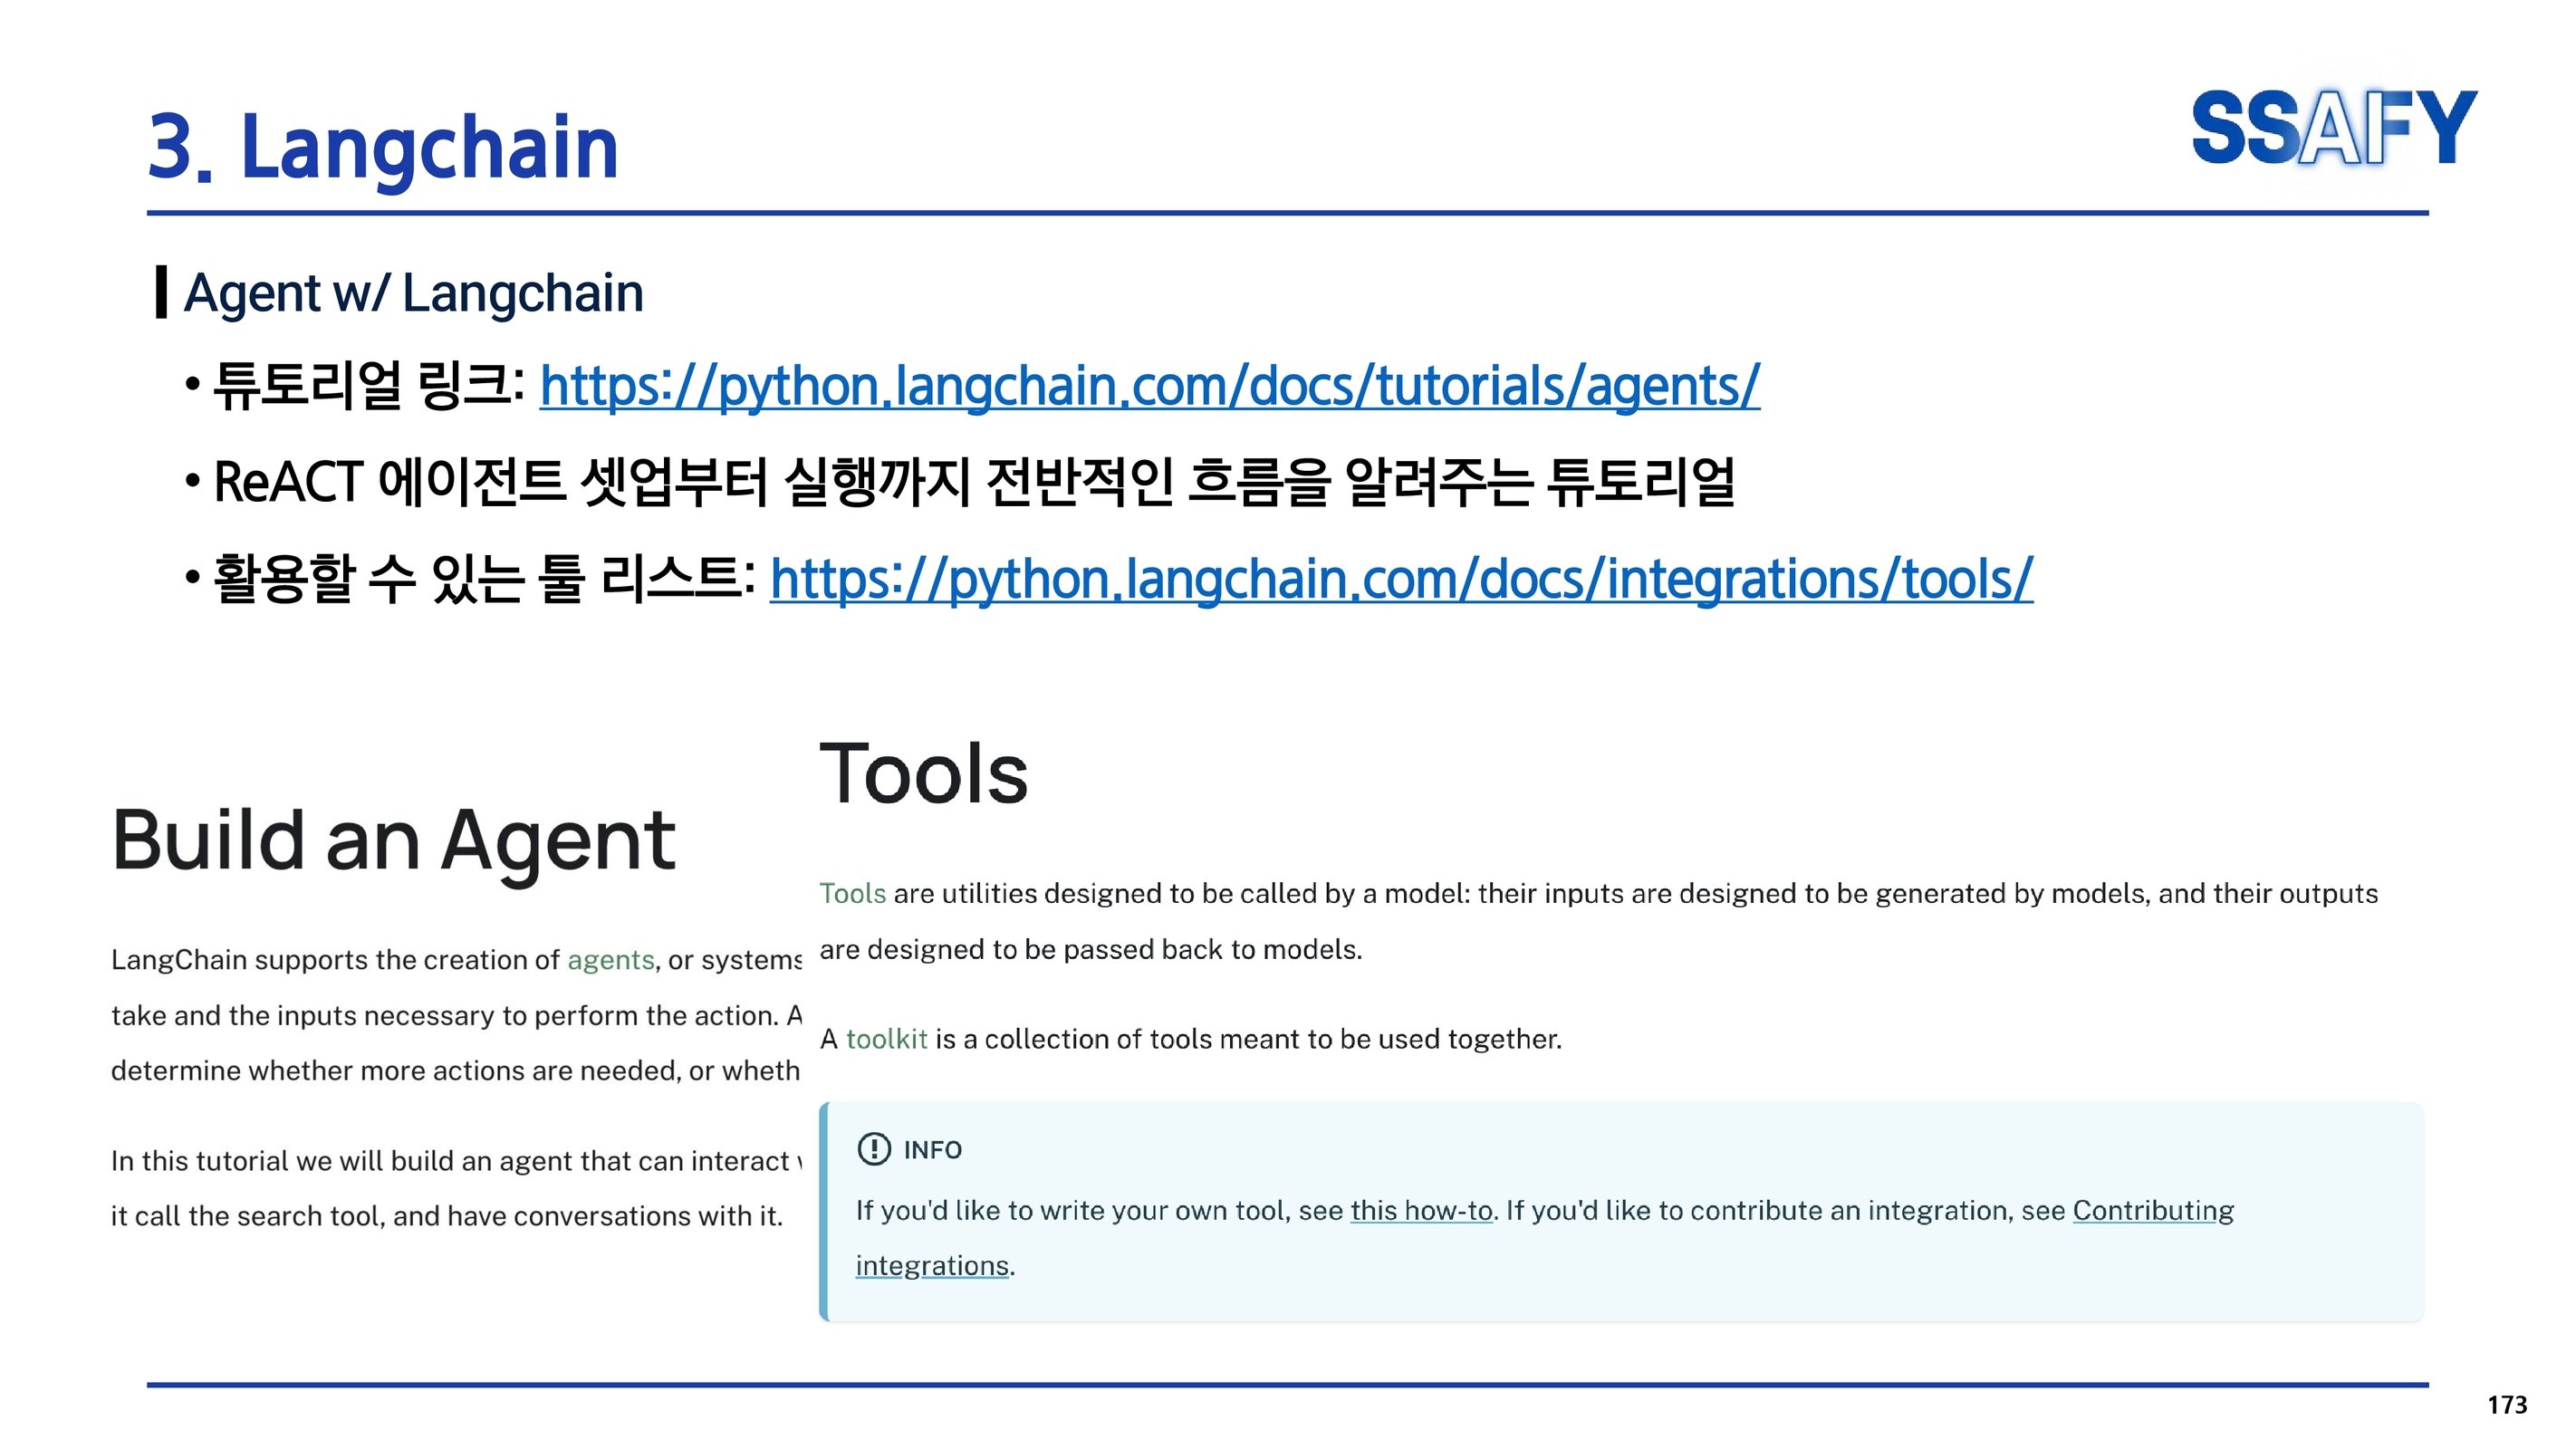 3. Langchain
SSAFY
Agent w/ Langchain
• 튜토리얼 링크: https://python.langchain.com/docs/tutorials/agents/
• ReACT 에이전트 셋업부터 실행까지 전반적인 흐름을 알려주는 튜토리얼
• 활용할 수 있는 툴 리스트: https://python.langchain.com/docs/integrations/tools/
Build an Agent
LangChain supports the creation of agents, or systems
take and the inputs necessary to perform the action. A
determine whether more actions are needed, or wheth
In this tutorial we will build an agent that can interact
it call the search tool, and have conversations with it.
Tools
Tools are utilities designed to be called by a model: their inputs are designed to be generated by models, and their outputs
are designed to be passed back to models.
A toolkit is a collection of tools meant to be used together.
INFO
If you'd like to write your own tool, see this how-to. If you'd like to contribute an integration, see Contributing
integrations.
173